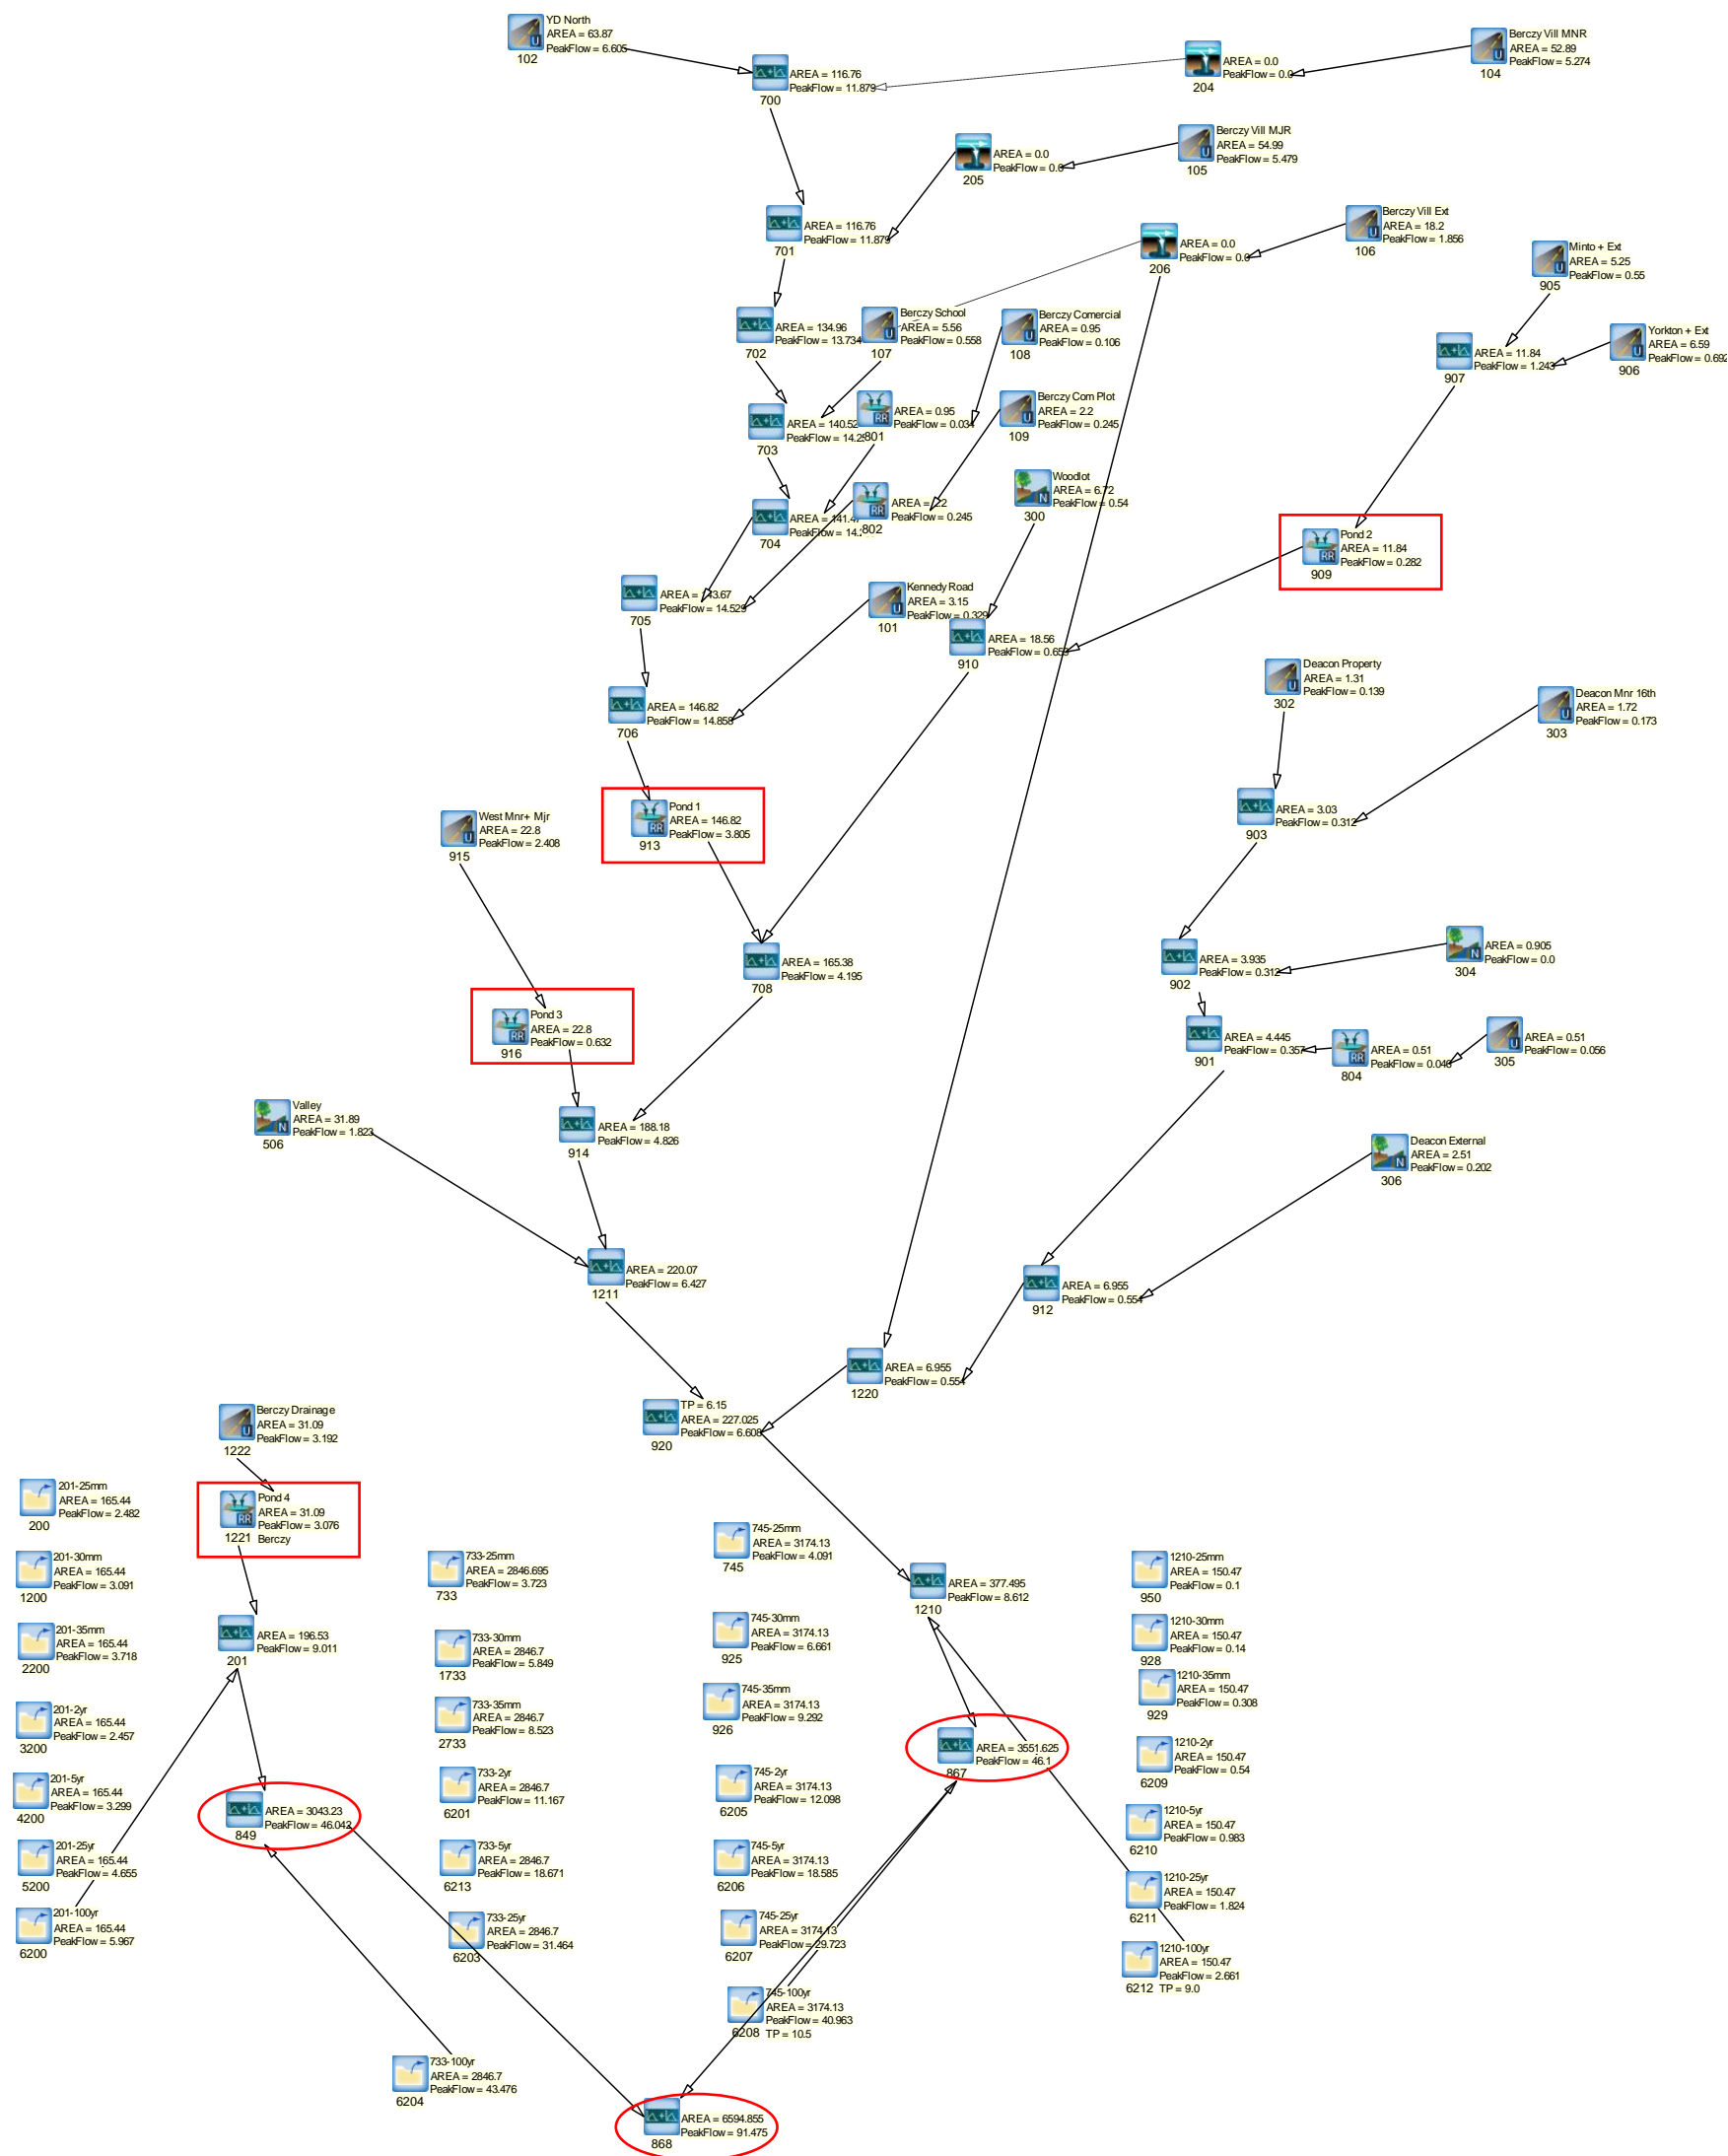 YD North
AREA = 63.87
PeakFlow = 6.605
102
AREA = 116.76
PeakFlow = 11.879
700
AREA = 0.0
PeakFlow = 0.0
204
Berczy Vill MNR
AREA = 52.89
PeakFlow = 5.274
104
AREA = 0.0
PeakFlow = 0.0
205
Berczy Vill MJR
AREA = 54.99
PeakFlow = 5.479
105
AREA = 116.76
PeakFlow = 11.879
701
AREA = 0.0
PeakFlow = 0.0
206
Berczy Vill Ext
AREA = 18.2
PeakFlow = 1.856
106
Minto + Ext
AREA = 5.25
PeakFlow = 0.55
905
AREA = 134.96
PeakFlow = 13.734
702
Berczy School
AREA = 5.56
PeakFlow = 0.558
107
Berczy Comercial
AREA = 0.95
PeakFlow = 0.106
108
AREA = 11.84
PeakFlow = 1.243
907
Yorkton + Ext
AREA = 6.59
PeakFlow = 0.692
906
AREA = 140.52
703
AREA = 0.95
PeakFlow = 0.034
801
Berczy Com Plot
AREA = 2.2
PeakFlow = 0.245
109
704
PeakFlow = 0.245
802
Woodlot
AREA = 6.72
PeakFlow = 0.54
300
Pond 2
AREA = 11.84
PeakFlow = 0.282
909
PeakFlow = 14.529
705
Kennedy Road
AREA = 3.15
PeakFlow = 0.329
101
AREA = 18.56
PeakFlow = 0.653
910
AREA = 146.82
PeakFlow = 14.858
706
Deacon Property
AREA = 1.31
PeakFlow = 0.139
302
Deacon Mnr 16th
AREA = 1.72
PeakFlow = 0.173
303
West Mnr+ Mjr
AREA = 22.8
PeakFlow = 2.408
915
Pond 1
AREA = 146.82
PeakFlow = 3.805
913
AREA = 3.03
PeakFlow = 0.312
903
AREA = 165.38
PeakFlow = 4.195
708
AREA = 3.935
PeakFlow = 0.312
902
AREA = 0.905
PeakFlow = 0.0
304
Pond 3
AREA = 22.8
PeakFlow = 0.632
916
AREA = 4.445
PeakFlow = 0.357
901
AREA = 0.51
804
AREA = 0.51
PeakFlow = 0.056
305
Valley
AREA = 31.89
PeakFlow = 1.823
506
AREA = 188.18
PeakFlow = 4.826
914
Deacon External
AREA = 2.51
PeakFlow = 0.202
306
AREA = 220.07
PeakFlow = 6.427
1211
AREA = 6.955
PeakFlow = 0.554
912
AREA = 6.955
PeakFlow = 0.554
1220
TP = 6.15
AREA = 227.025
PeakFlow = 6.608
920
Berczy Drainage
AREA = 31.09
PeakFlow = 3.192
1222
201-25mm
AREA = 165.44
PeakFlow = 2.482
200
Pond 4
AREA = 31.09
PeakFlow = 3.076
1221 Berczy
745-25mm
AREA = 3174.13
PeakFlow = 4.091
745
201-30mm
AREA = 165.44
PeakFlow = 3.091
1200
733-25mm
AREA = 2846.695
PeakFlow = 3.723
733
AREA = 377.495
PeakFlow = 8.612
1210
1210-25mm
AREA = 150.47
PeakFlow = 0.1
950
201-35mm
AREA = 165.44
PeakFlow = 3.718
2200
AREA = 196.53
PeakFlow = 9.011
201
733-30mm
AREA = 2846.7
PeakFlow = 5.849
1733
745-30mm
AREA = 3174.13
PeakFlow = 6.661
925
1210-30mm
AREA = 150.47
PeakFlow = 0.14
928
1210-35mm
AREA = 150.47
PeakFlow = 0.308
929
201-2yr
AREA = 165.44
PeakFlow = 2.457
3200
733-35mm
AREA = 2846.7
PeakFlow = 8.523
2733
745-35mm
AREA = 3174.13
PeakFlow = 9.292
926
AREA = 3551.625
PeakFlow = 46.1
867
1210-2yr
AREA = 150.47
PeakFlow = 0.54
6209
201-5yr
AREA = 165.44
PeakFlow = 3.299
4200
AREA = 3043.23
PeakFlow = 46.042
849
733-2yr
AREA = 2846.7
PeakFlow = 11.167
6201
745-2yr
AREA = 3174.13
PeakFlow = 12.098
6205
1210-5yr
AREA = 150.47
PeakFlow = 0.983
6210
201-25yr
AREA = 165.44
PeakFlow = 4.655
5200
733-5yr
AREA = 2846.7
PeakFlow = 18.671
6213
745-5yr
AREA = 3174.13
PeakFlow = 18.585
6206
1210-25yr
AREA = 150.47
PeakFlow = 1.824
6211
201-100yr
AREA = 165.44
PeakFlow = 5.967
6200
733-25yr
AREA = 2846.7
PeakFlow = 31.464
6203
745-25yr
AREA = 3174.13
PeakFlow = 29.723
6207
1210-100yr
AREA = 150.47
PeakFlow = 2.661
6212 TP = 9.0
745-100yr
AREA = 3174.13
PeakFlow = 40.963
6208 TP = 10.5
733-100yr
AREA = 2846.7
PeakFlow = 43.476
6204
AREA = 6594.855
PeakFlow = 91.475
868